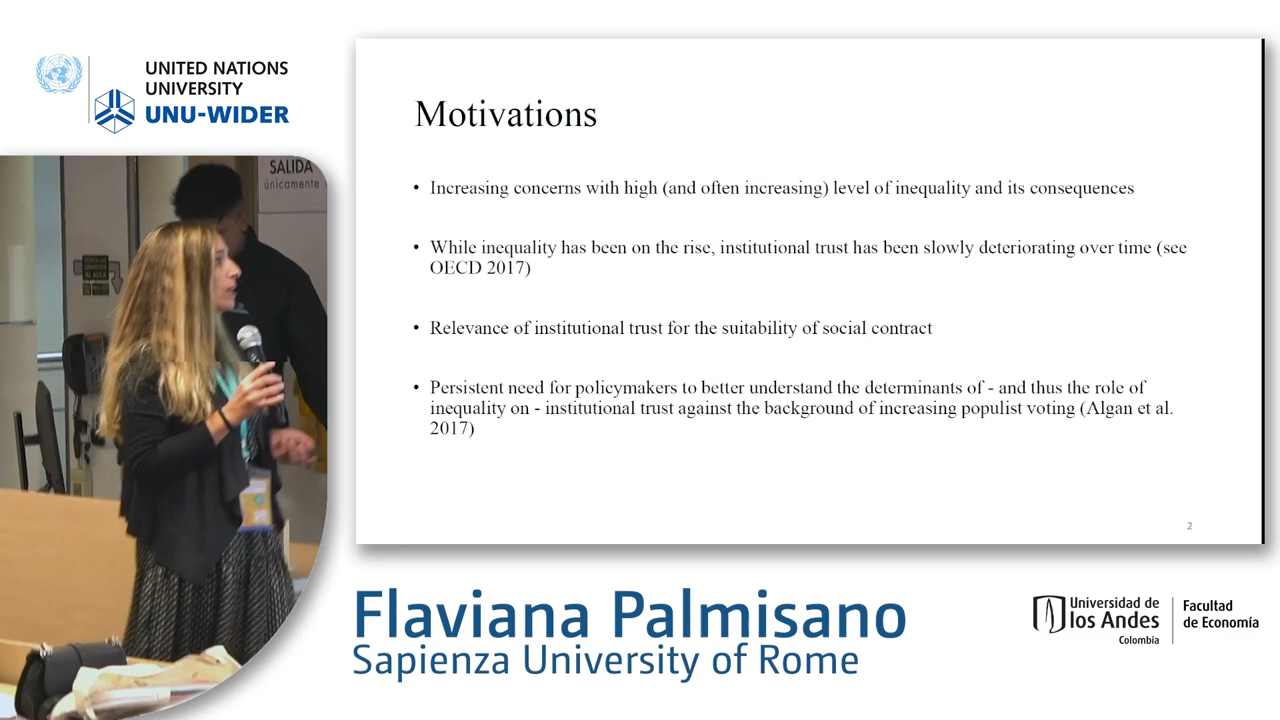 UNITED NATIONS
UNIVERSITY
UNU-WIDER
SALIDA
únicamente
Motivations
• Increasing concerns with high (and often increasing) level of inequality and its consequences
• While inequality has been on the rise, institutional trust has been slowly deteriorating over time (see
OECD 2017)
• Relevance of institutional trust for the suitability of social contract
• Persistent need for policymakers to better understand the determinants of - and thus the role of
inequality on - institutional trust against the background of increasing populist voting (Algan et al.
2017)
2
Flaviana Palmisano
Sapienza University of Rome
Universidad de
los Andes
Colombia
Facultad
de Economía